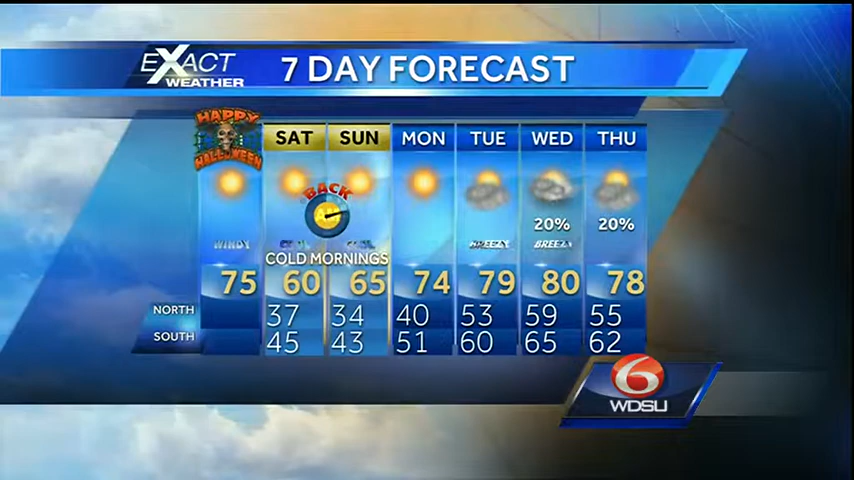 EXACT
WEATHER
7 DAY FORECAST
HAPPY
HALLOWEEN
SAT SUN MON TUE WED THU
BACK
20% 20%
WINDY COOL COOL BREEZY BREEZY
COLD MORNINGS
75 60 65 74 79 80 78
NORTH 37 34 40 53 59 55
SOUTH 45 43 51 60 65 62
6
WDSU